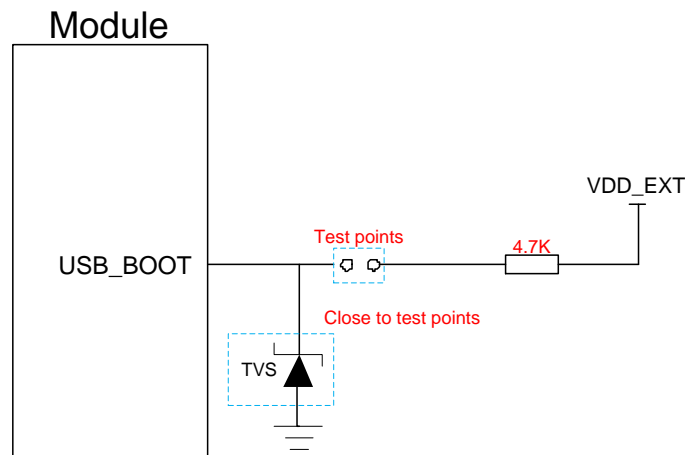 Module
VDD_EXT
Test points
4.7K
USB_BOOT
Close to test points
TVS